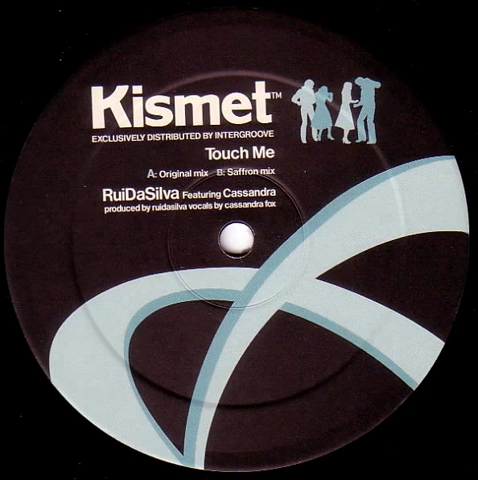 Kismet™
EXCLUSIVELY DISTRIBUTED BY INTERGROOVE
Touch Me
A: Original mix B: Saffron mix
RuiDaSilva Featuring Cassandra
produced by ruidasilva vocals by cassandra fox